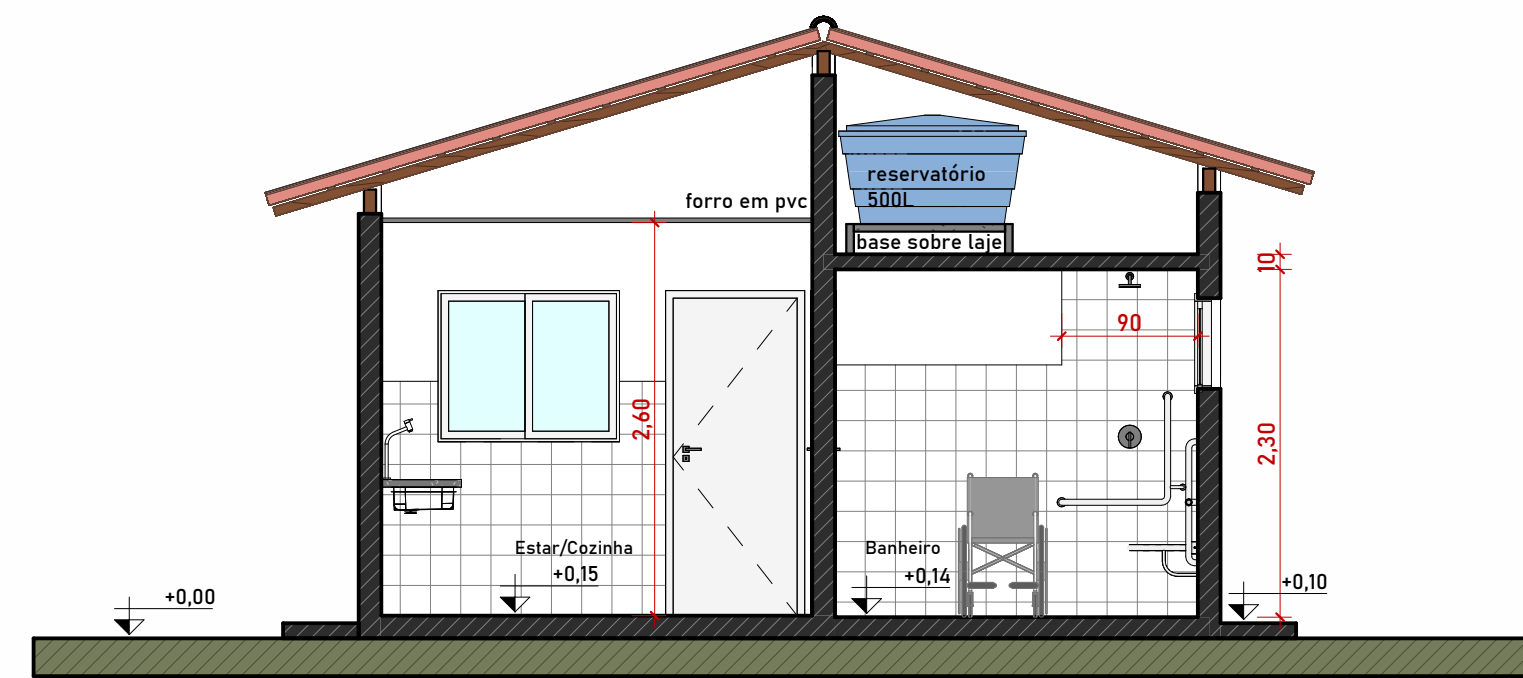 reservatório
500L
forro em pvc
base sobre laje
10
90
2,60
2,30
Estar/Cozinha
+0,15
Banheiro
+0,14
+0,00
+0,10